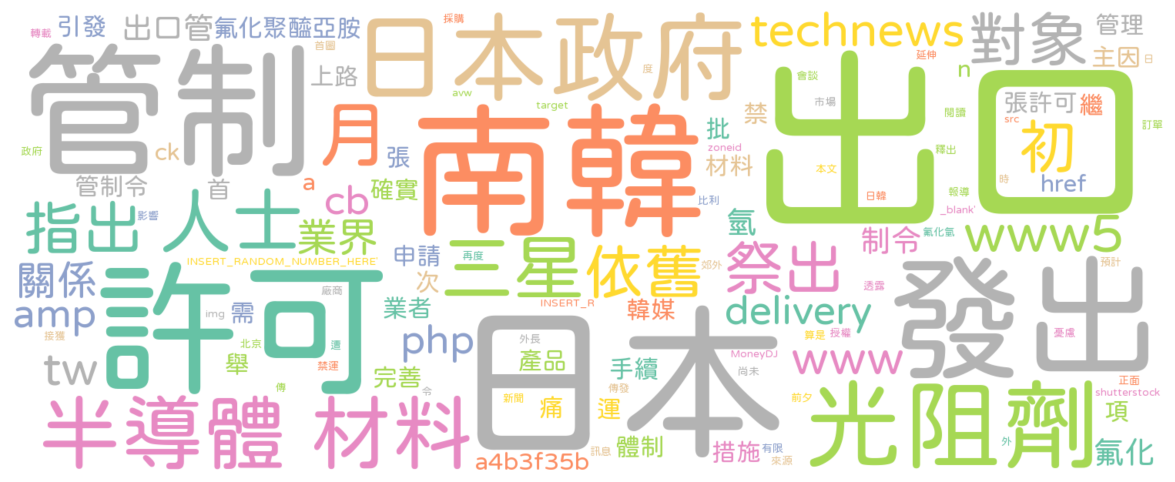 轉載
引發
出口管
氟化聚醯亞胺
採購
首圖
日本政府
technews
對象
管理
主因
日
延伸
管制
上路
度
會談
市場
avw
target
出口
n
張許可
繼
src
初
href
閱讀
訂單
釋出
時
報導
_blank'
氟化氫
政府
ck
月
張
南韓
禁
批
zoneid
材料
本文
日韓
比利
管制令
首
a
確實
cb
指出
影響
人士
業界
申請
次
三星
再度
依舊
郊外
氫
祭出
制令
透露
www5
INSERT_RANDOM_NUMBER_HERE'
關係
amp
許可
廠商
img
需
業者
INSERT_R
韓媒
delivery
算是
授權
發出
預計
憂慮
接獲
tw
北京
遭
禁運
舉
傳
php
完善
令
日本
外長
產品
手續
MoneyDJ
尚未
www
正面
shutterstock
半導體
材料
新聞
痛
傳發
運
前夕
光阻劑
項
a4b3f35b
訊息
體制
措施
有限
來源
外
氟化